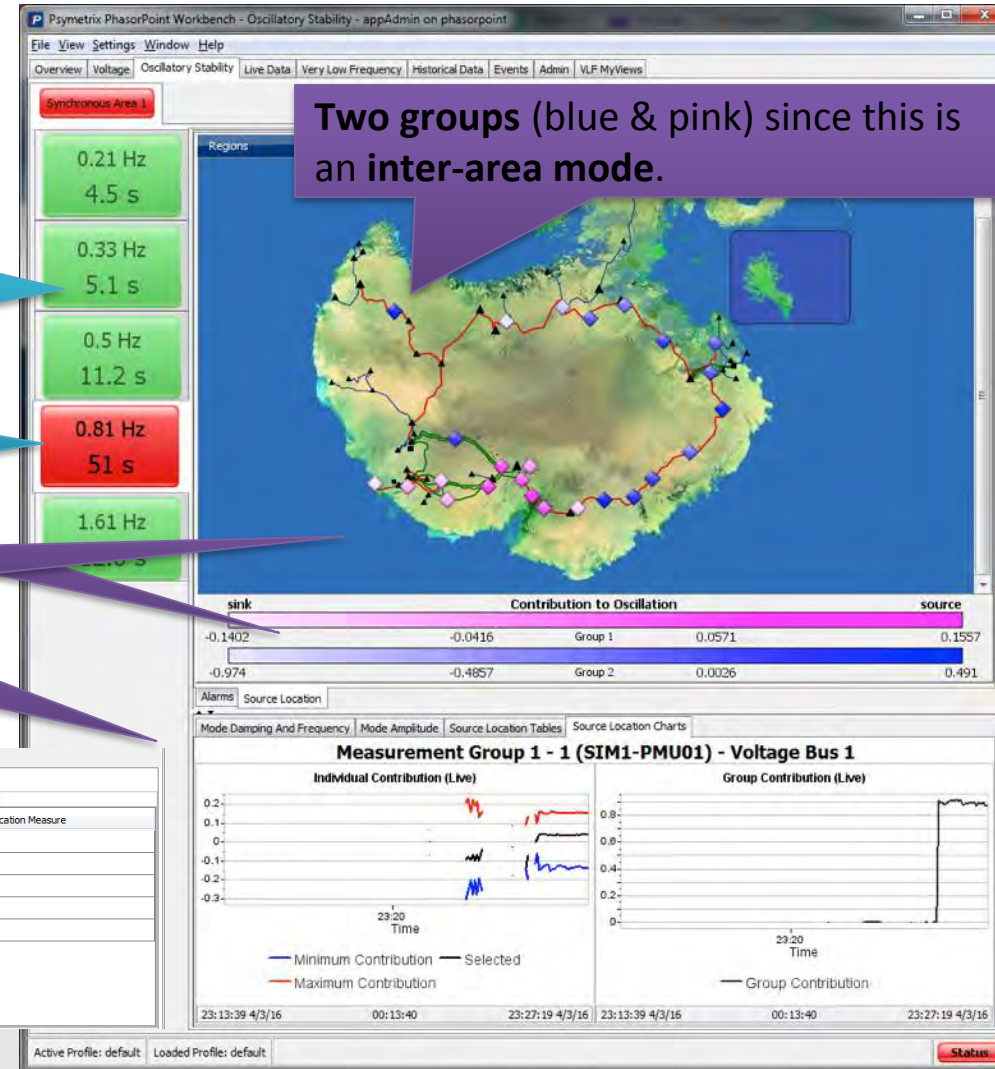 Psymetrix PhasorPoint Workbench - Oscillatory Stability - appAdmin on phasorpoint
File View Settings Window Help
Overview Voltage Oscillatory Stability Live Data Very Low Frequency Historical Data Events Admin VLF MyViews
Synchronous Area 1
Two groups (blue & pink) since this is
an inter-area mode.
Regions
0.21 Hz
4.5 s
0.33 Hz
5.1 s
0.5 Hz
11.2 s
0.81 Hz
51 s
1.61 Hz
sink Contribution to Oscillation source
-0.1402 -0.0416 Group 1 0.0571 0.1557
-0.974 -0.4857 Group 2 0.0026 0.491
Alarms Source Location
Mode Damping And Frequency Mode Amplitude Source Location Tables Source Location Charts
Measurement Group 1 - 1 (SIM1-PMU01) - Voltage Bus 1
Individual Contribution (Live) Group Contribution (Live)
0.2
0.1
0
-0.1
-0.2
-0.3
23:20
Time
Minimum Contribution Selected
Maximum Contribution
0.8
0.6
0.4
0.2
0
23:20
Time
Group Contribution
23:13:39 4/3/16 00:13:40 23:27:19 4/3/16 23:13:39 4/3/16 00:13:40 23:27:19 4/3/16
cation Measure
Active Profile: default Loaded Profile: default Status